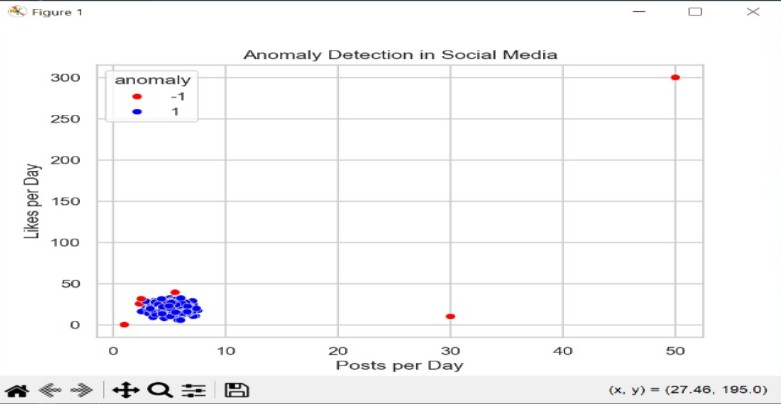 Figure 1
Anomaly Detection in Social Media
anomaly
-1
1
Likes per Day
300
250
200
150
100
50
0
0 10 20 30 40 50
Posts per Day
(x, y) = (27.46, 195.0)